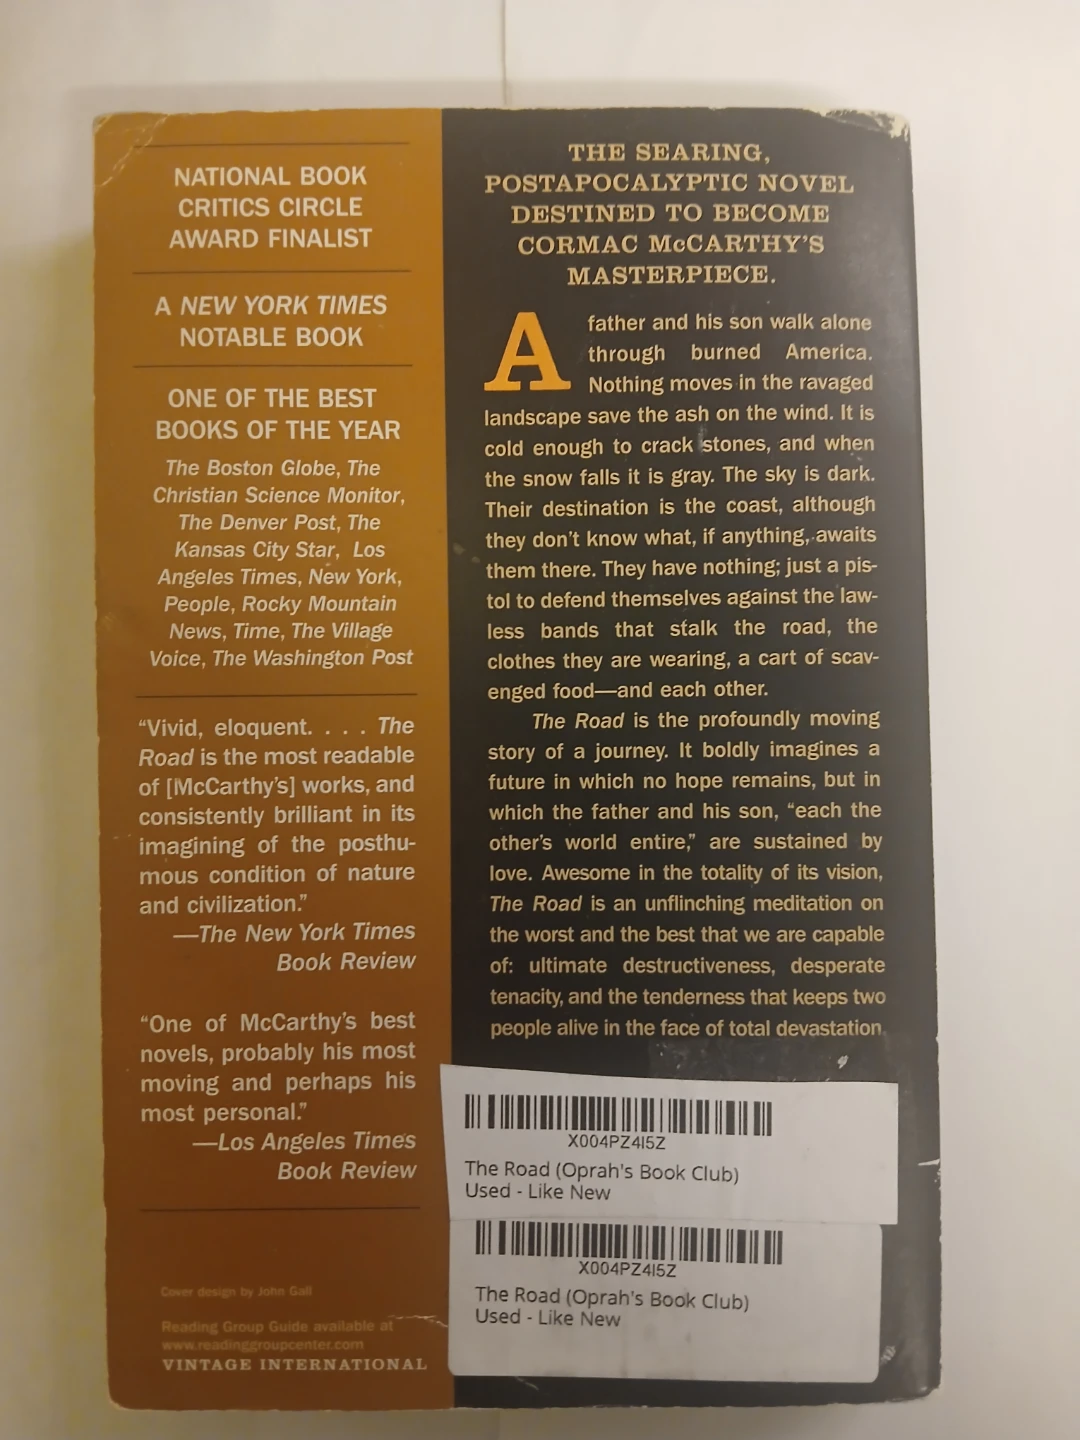 NATIONAL BOOK
CRITICS CIRCLE
AWARD FINALIST
A NEW YORK TIMES
NOTABLE BOOK
ONE OF THE BEST
BOOKS OF THE YEAR
The Boston Globe, The
Christian Science Monitor,
The Denver Post, The
Kansas City Star, Los
Angeles Times, New York,
People, Rocky Mountain
News, Time, The Village
Voice, The Washington Post
“Vivid, eloquent. . . . The
Road is the most readable
of [McCarthy’s] works, and
consistently brilliant in its
imagining of the posthu-
mous condition of nature
and civilization.”
—The New York Times
Book Review
“One of McCarthy’s best
novels, probably his most
moving and perhaps his
most personal.”
—Los Angeles Times
Book Review
Cover design by John Gall
Reading Group Guide available at
www.readinggroupcenter.com
VINTAGE INTERNATIONAL
THE SEARING,
POSTAPOCALYPTIC NOVEL
DESTINED TO BECOME
CORMAC McCARTHY’S
MASTERPIECE.
A father and his son walk alone
through burned America.
Nothing moves in the ravaged
landscape save the ash on the wind. It is
cold enough to crack stones, and when
the snow falls it is gray. The sky is dark.
Their destination is the coast, although
they don’t know what, if anything, awaits
them there. They have nothing; just a pis-
tol to defend themselves against the law-
less bands that stalk the road, the
clothes they are wearing, a cart of scav-
enged food—and each other.
The Road is the profoundly moving
story of a journey. It boldly imagines a
future in which no hope remains, but in
which the father and his son, “each the
other’s world entire,” are sustained by
love. Awesome in the totality of its vision,
The Road is an unflinching meditation on
the worst and the best that we are capable
of: ultimate destructiveness, desperate
tenacity, and the tenderness that keeps two
people alive in the face of total devastation.
X004PZ4I5Z
The Road (Oprah's Book Club)
Used - Like New
X004PZ4I5Z
The Road (Oprah's Book Club)
Used - Like New